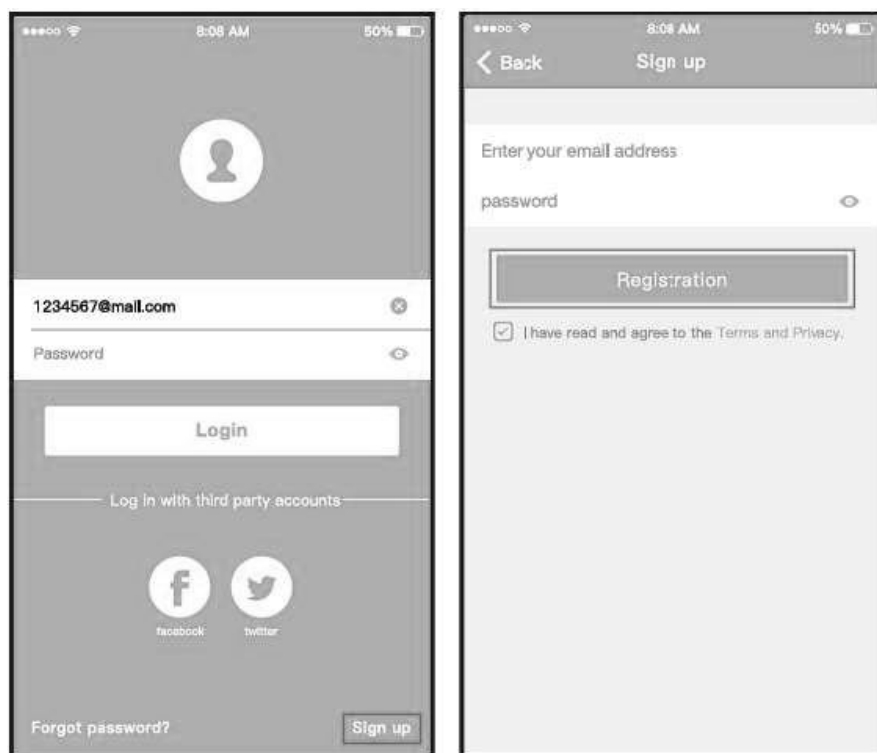 8:08 AM 50%
1234567@mail.com
Password
Login
Log in with third party accounts
facebook twitter
Forgot password? Sign up
8:08 AM 50%
Back Sign up
Enter your email address
password
Registration
I have read and agree to the Terms and Privacy.